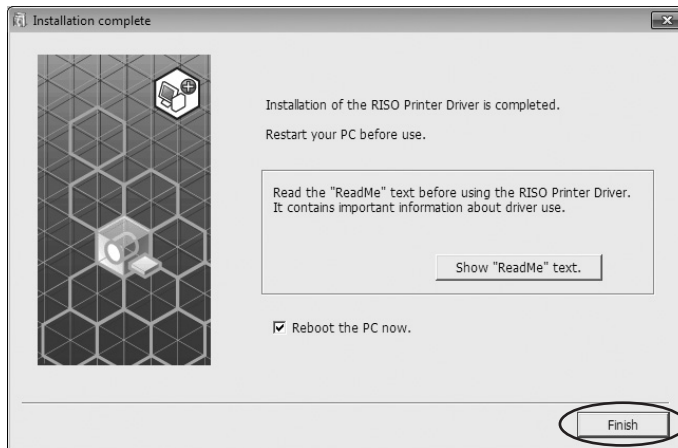 Installation complete
Installation of the RISO Printer Driver is completed.
Restart your PC before use.
Read the "ReadMe" text before using the RISO Printer Driver.
It contains important information about driver use.
Show "ReadMe" text.
Reboot the PC now.
Finish